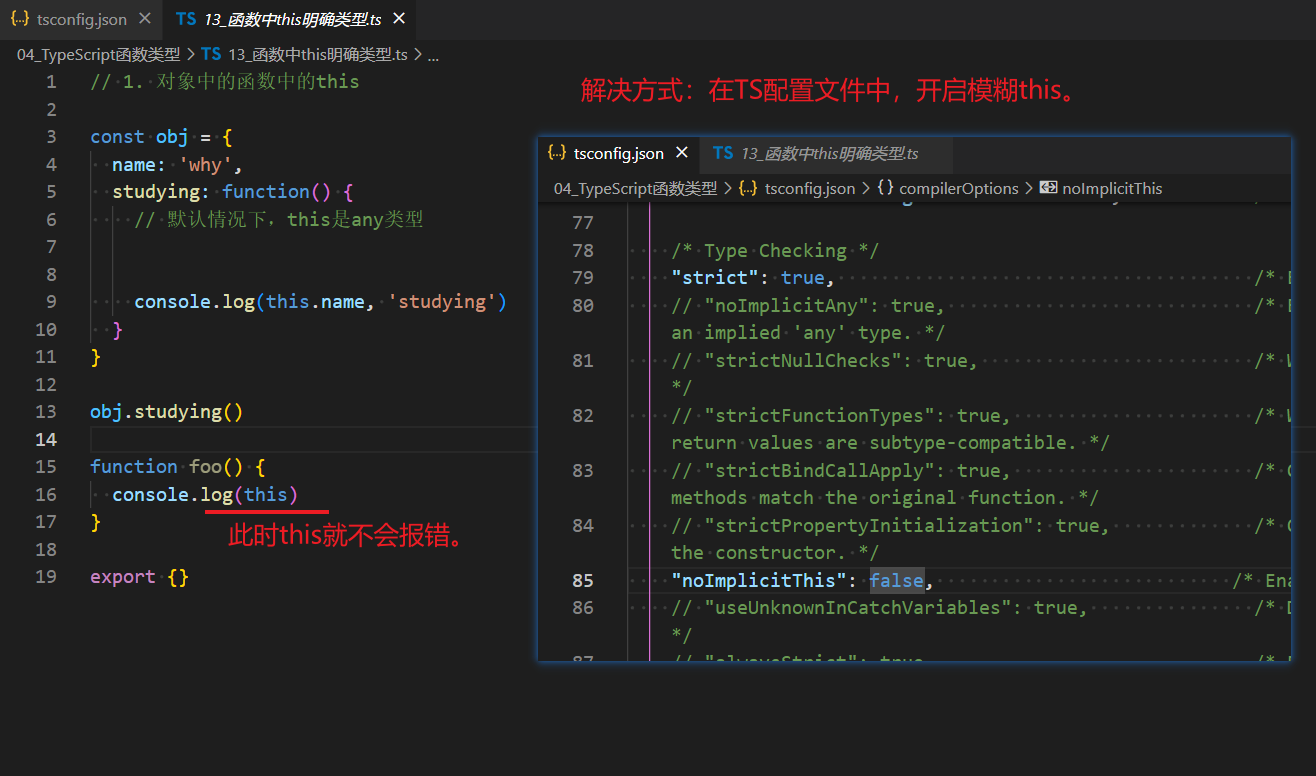 {..} tsconfig.json ✕ TS 13_函数中this明确类型.ts ✕
04_TypeScript函数类型 > TS 13_函数中this明确类型.ts > ...
1 // 1. 对象中的函数中的this
2
3 const obj = {
4 name: 'why',
5 studying: function() {
6 // 默认情况下，this是any类型
7
8
9 console.log(this.name, 'studying')
10 }
11 }
12
13 obj.studying()
14
15 function foo() {
16 console.log(this)
17 }
此时this就不会报错。
18
19 export {}
解决方式：在TS配置文件中，开启模糊this。
{..} tsconfig.json ✕ TS 13_函数中this明确类型.ts
04_TypeScript函数类型 > {..} tsconfig.json > {} compilerOptions > noImplicitThis
77
78 /* Type Checking */
79 "strict": true, /*
80 // "noImplicitAny": true, /*
an implied 'any' type. */
81 // "strictNullChecks": true, /*
*/
82 // "strictFunctionTypes": true, /*
return values are subtype-compatible. */
83 // "strictBindCallApply": true, /*
methods match the original function. */
84 // "strictPropertyInitialization": true, /*
the constructor. */
85 "noImplicitThis": false, /* Ena
86 // "useUnknownInCatchVariables": true, /*
*/
87 // "alwaysStrict": true /*